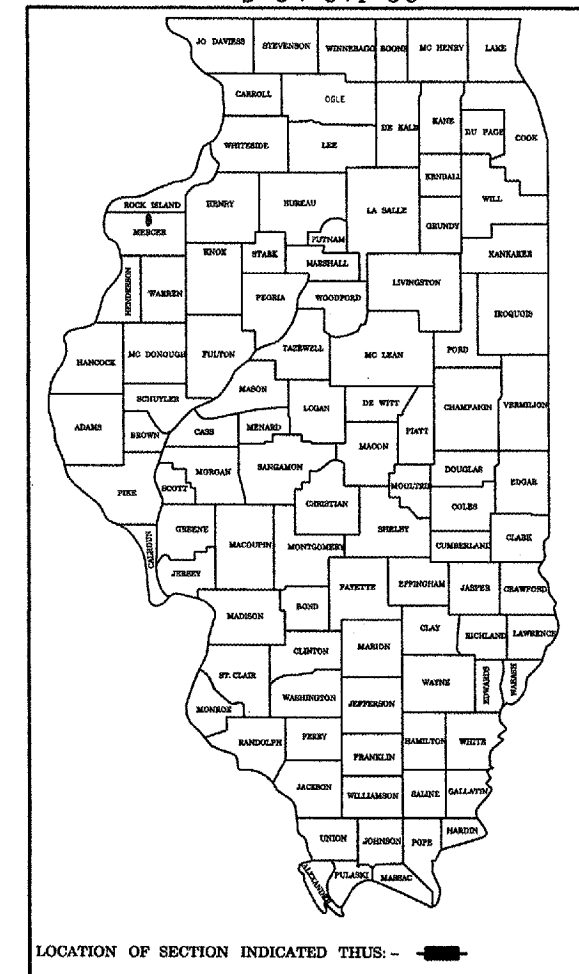 JO DAVIESS STEVENSON WINNEBAGO BOONE MC HENRY LAKE
CARROLL OGLE DE KALB KANE DU PAGE COOK
WHITESIDE LEE
KENDALL WILL
ROCK ISLAND HENRY BUREAU LA SALLE GRUNDY
MERCER PUTNAM
KNOX STARK MARSHALL KANKAKEE
HENDERSON WARREN PEORIA WOODFORD LIVINGSTON IROQUOIS
HANCOCK MC DONOUGH FULTON TAZEWELL MC LEAN FORD
SCHUYLER MASON LOGAN DE WITT CHAMPAIGN VERMILION
ADAMS BROWN CASS MENARD MACON PIATT
MORGAN SANGAMON DOUGLAS EDGAR
PIKE SCOTT CHRISTIAN MOULTRIE COLES
GREENE MACOUPIN MONTGOMERY SHELBY CUMBERLAND CLARK
CALHOUN JERSEY FAYETTE EFFINGHAM JASPER CRAWFORD
MADISON BOND
CLINTON MARION CLAY RICHLAND LAWRENCE
ST. CLAIR WASHINGTON JEFFERSON WAYNE EDWARDS WABASH
MONROE
RANDOLPH PERRY FRANKLIN HAMILTON WHITE
JACKSON WILLIAMSON SALINE GALLATIN
UNION JOHNSON POPE HARDIN
ALEXANDER PULASKI MASSAC
LOCATION OF SECTION INDICATED THUS: -